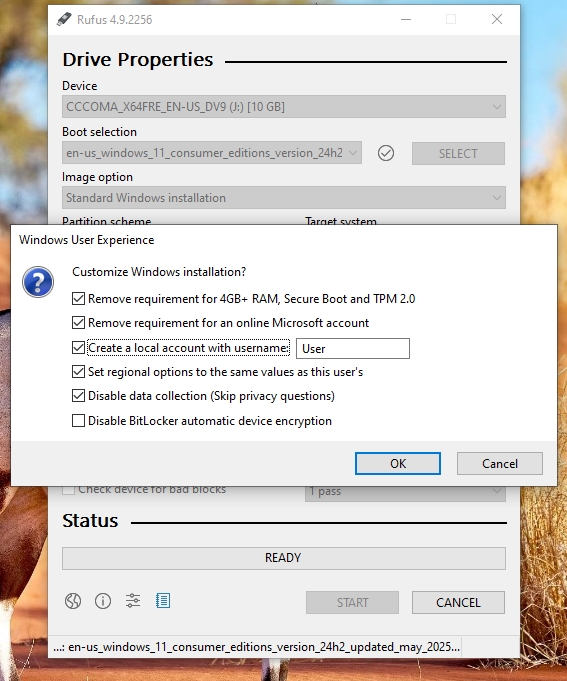 Rufus 4.9.2256
Drive Properties
Device
CCCOMA_X64FRE_EN-US_DV9 (J:) [10 GB]
Boot selection
en-us_windows_11_consumer_editions_version_24h2
SELECT
Image option
Standard Windows installation
Partition scheme Target system
Windows User Experience
Customize Windows installation?
Remove requirement for 4GB+ RAM, Secure Boot and TPM 2.0
Remove requirement for an online Microsoft account
Create a local account with username: User
Set regional options to the same values as this user's
Disable data collection (Skip privacy questions)
Disable BitLocker automatic device encryption
OK Cancel
Check device for bad blocks 1 pass
Status
READY
START CANCEL
...: en-us_windows_11_consumer_editions_version_24h2_updated_may_2025...